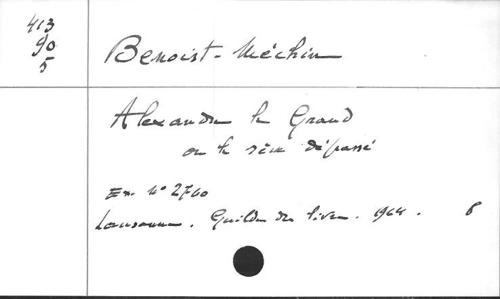 413
90
5
Benoist-Méchin
Alexandre le Grand
ou le rêve dépassé
Ex. N° 2760
Lausanne. Guilde du livre. 1964. 8